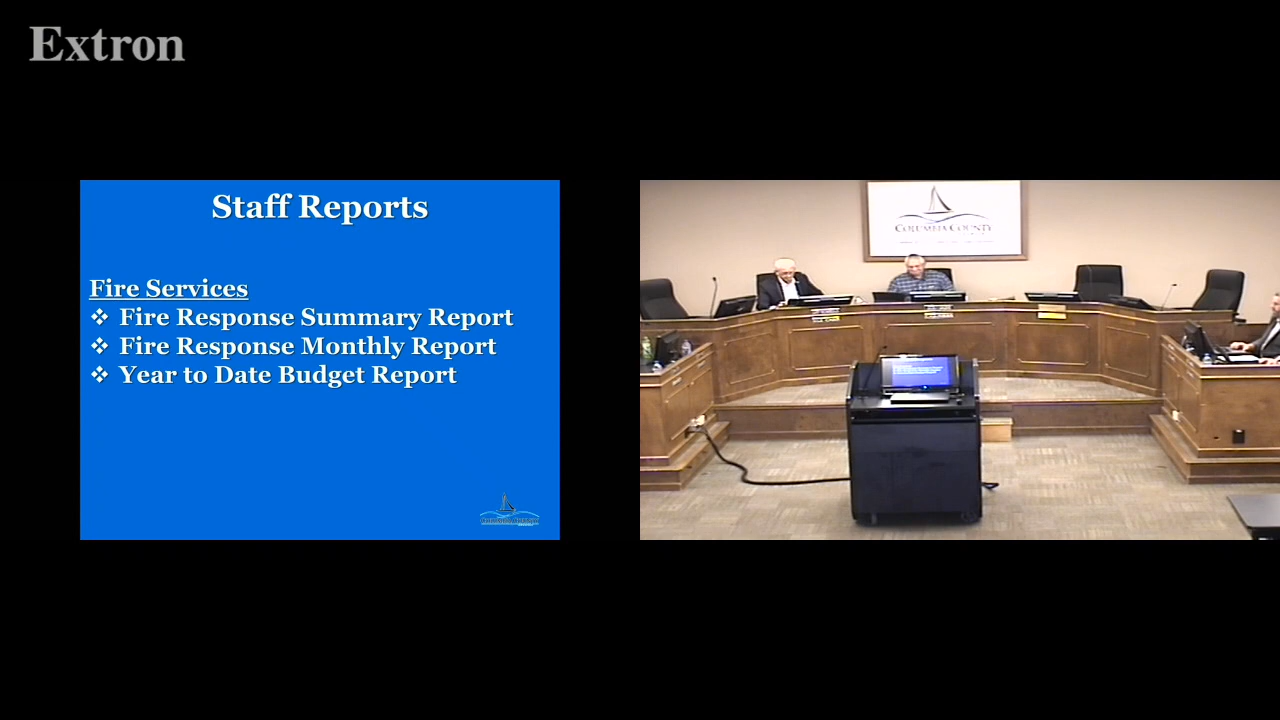 Extron
Staff Reports
Fire Services
❖ Fire Response Summary Report
❖ Fire Response Monthly Report
❖ Year to Date Budget Report
COLUMBIA COUNTY